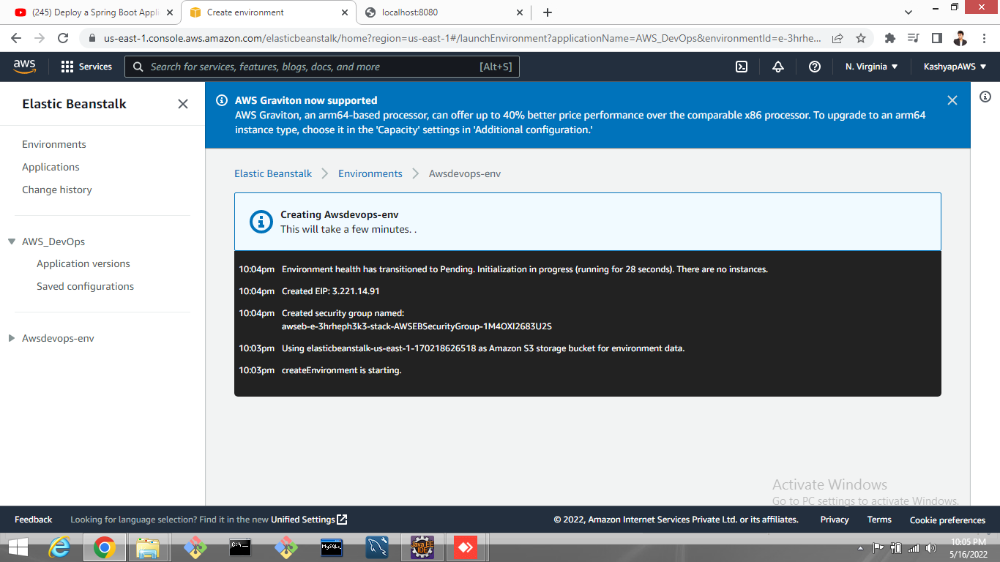 (245) Deploy a Spring Boot Appli
Create environment
localhost:8080
us-east-1.console.aws.amazon.com/elasticbeanstalk/home?region=us-east-1#/launchEnvironment?applicationName=AWS_DevOps&environmentId=e-3hrhe...
aws
Services
Search for services, features, blogs, docs, and more
[Alt+S]
N. Virginia
KashyapAWS
Elastic Beanstalk
Environments
Applications
Change history
AWS_DevOps
Application versions
Saved configurations
Awsdevops-env
AWS Graviton now supported
AWS Graviton, an arm64-based processor, can offer up to 40% better price performance over the comparable x86 processor. To upgrade to an arm64
instance type, choose it in the 'Capacity' settings in 'Additional configuration.'
Elastic Beanstalk
Environments
Awsdevops-env
Creating Awsdevops-env
This will take a few minutes. .
10:04pm Environment health has transitioned to Pending. Initialization in progress (running for 28 seconds). There are no instances.
10:04pm Created EIP: 3.221.14.91
10:04pm Created security group named:
awseb-e-3hrheph3k3-stack-AWSEBSecurityGroup-1M4OXI2683U2S
10:03pm Using elasticbeanstalk-us-east-1-170218626518 as Amazon S3 storage bucket for environment data.
10:03pm createEnvironment is starting.
Activate Windows
Go to PC settings to activate Windows.
Feedback
Looking for language selection? Find it in the new Unified Settings
© 2022, Amazon Internet Services Private Ltd. or its affiliates.
Privacy
Terms
Cookie preferences
C:\_
MySQL
Java EE
IDE
10:05 PM
5/16/2022